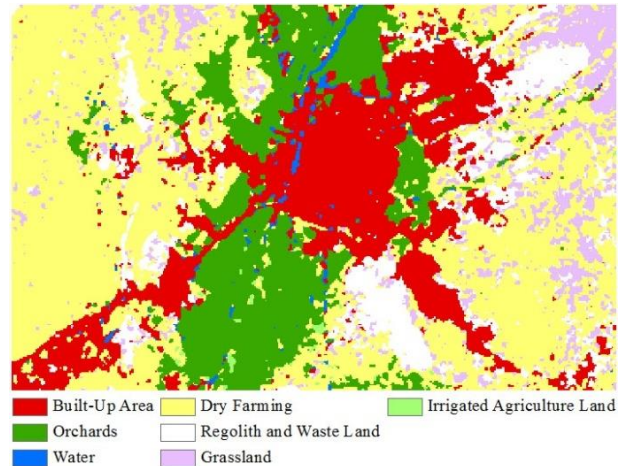 Built-Up Area Dry Farming Irrigated Agriculture Land
Orchards Regolith and Waste Land
Water Grassland